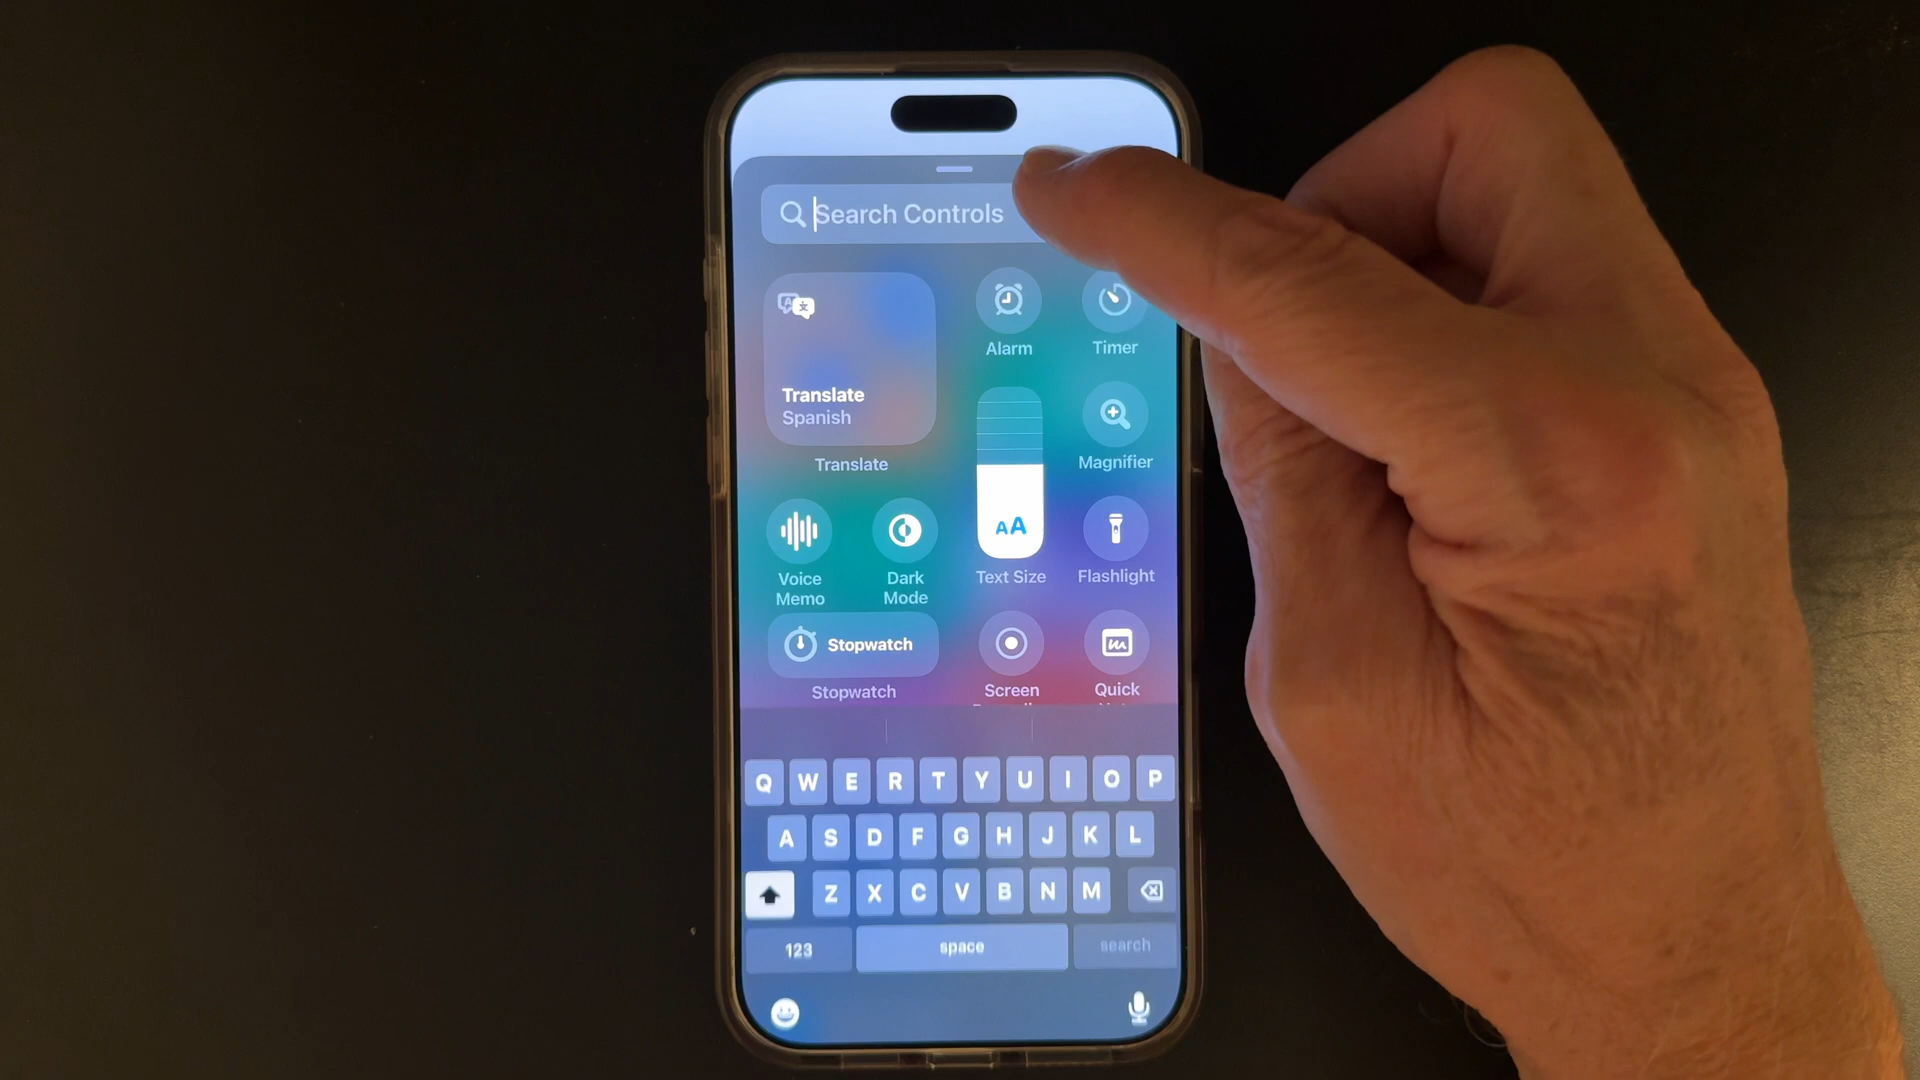 Search Controls
Alarm
Timer
Translate
Spanish
Translate
Magnifier
AA
Voice
Memo
Dark
Mode
Text Size
Flashlight
Stopwatch
Stopwatch
Screen
Quick
Q W E R T Y U I O P
A S D F G H J K L
Z X C V B N M
123
space
search